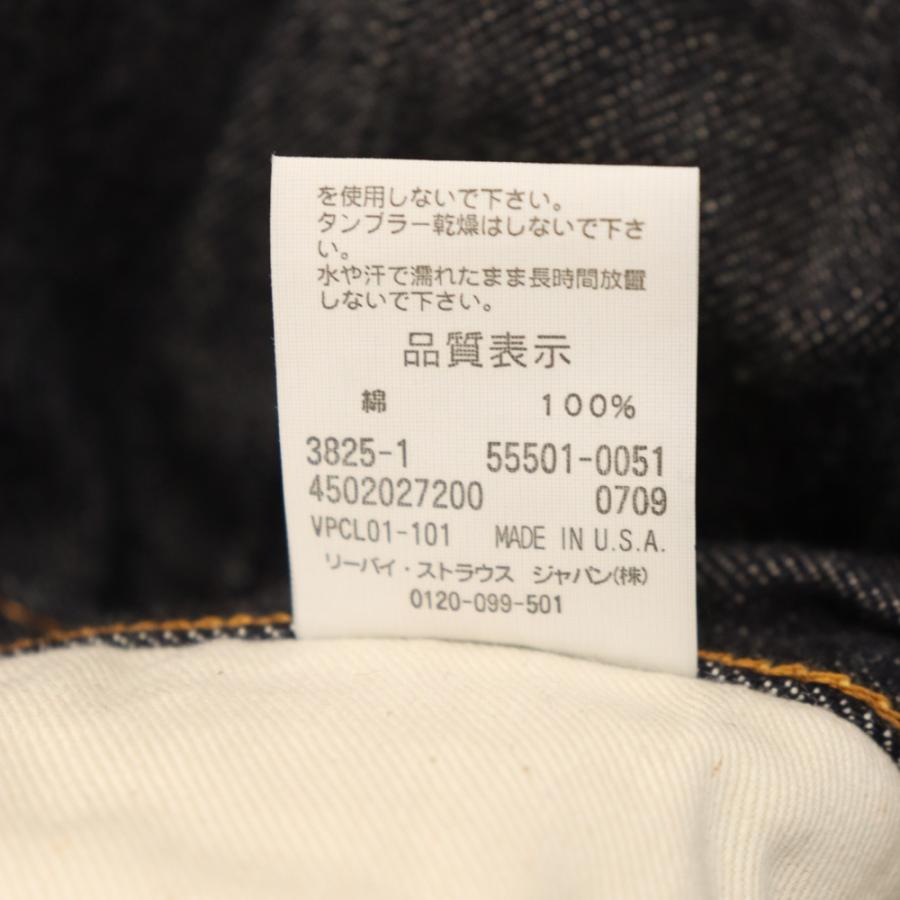 を使用しないで下さい。
タンブラー乾燥はしないで下さ
い。
水や汗で濡れたまま長時間放置
しないで下さい。
品質表示
綿 100%
3825-1 55501-0051
4502027200 0709
VPCL01-101 MADE IN U.S.A.
リーバイ・ストラウス ジャパン(株)
0120-099-501